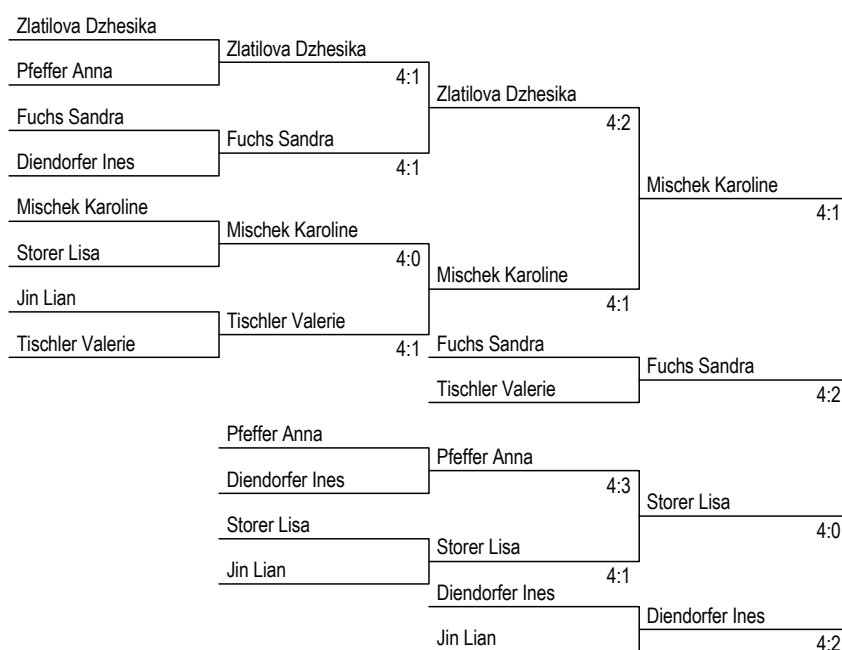 Zlatilova Dzhesika
Zlatilova Dzhesika
Pfeffer Anna
4:1
Zlatilova Dzhesika
Fuchs Sandra
4:2
Fuchs Sandra
Diendorfer Ines
4:1
Mischek Karoline
4:1
Mischek Karoline
Mischek Karoline
Storer Lisa
4:0
Mischek Karoline
Jin Lian
4:1
Tischler Valerie
Tischler Valerie
4:1
Fuchs Sandra
Fuchs Sandra
4:2
Tischler Valerie
Pfeffer Anna
Pfeffer Anna
Diendorfer Ines
4:3
Storer Lisa
4:0
Storer Lisa
Storer Lisa
Jin Lian
4:1
Diendorfer Ines
Diendorfer Ines
Jin Lian
4:2